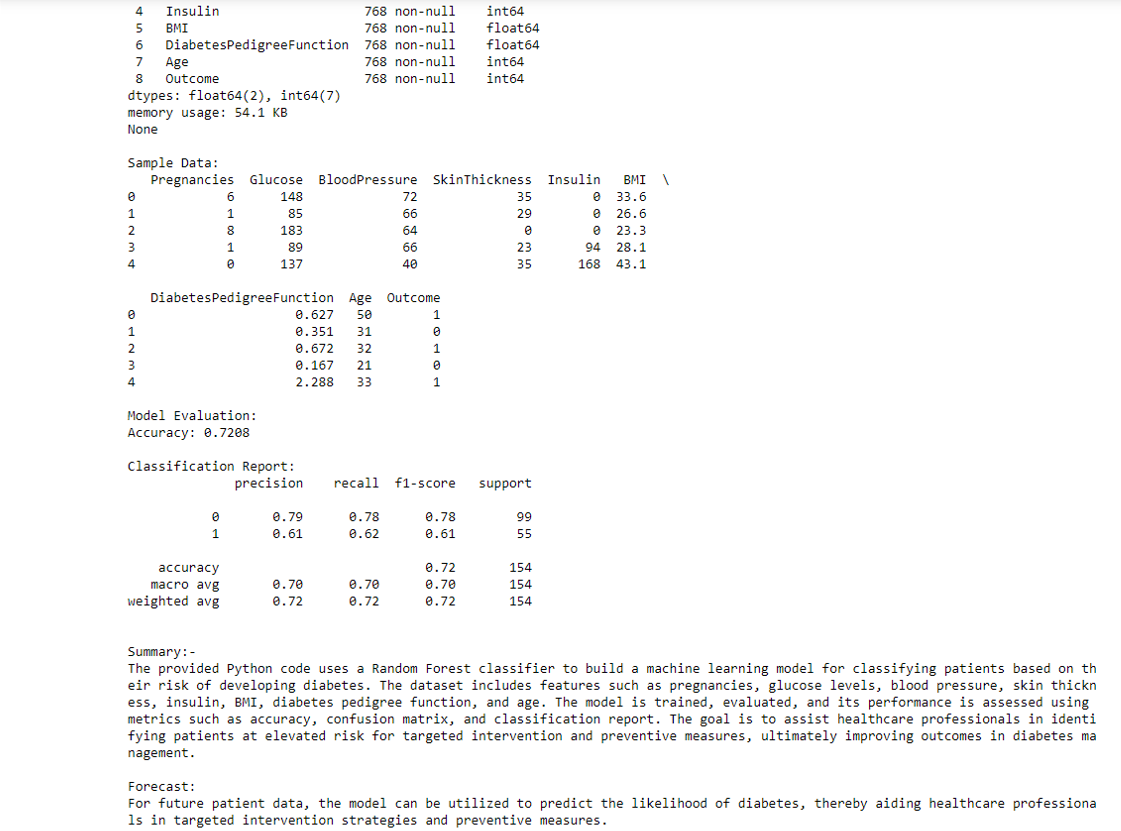 4   Insulin                   768 non-null    int64
5   BMI                       768 non-null    float64
6   DiabetesPedigreeFunction  768 non-null    float64
7   Age                       768 non-null    int64
8   Outcome                   768 non-null    int64
dtypes: float64(2), int64(7)
memory usage: 54.1 KB
None
Sample Data:
   Pregnancies  Glucose  BloodPressure  SkinThickness  Insulin   BMI  \
0            6      148             72             35        0  33.6
1            1       85             66             29        0  26.6
2            8      183             64              0        0  23.3
3            1       89             66             23       94  28.1
4            0      137             40             35      168  43.1
   DiabetesPedigreeFunction  Age  Outcome
0                     0.627   50        1
1                     0.351   31        0
2                     0.672   32        1
3                     0.167   21        0
4                     2.288   33        1
Model Evaluation:
Accuracy: 0.7208
Classification Report:
              precision    recall  f1-score   support
           0       0.79      0.78      0.78        99
           1       0.61      0.62      0.61        55
    accuracy                           0.72       154
   macro avg       0.70      0.70      0.70       154
weighted avg       0.72      0.72      0.72       154
Summary:-
The provided Python code uses a Random Forest classifier to build a machine learning model for classifying patients based on th
eir risk of developing diabetes. The dataset includes features such as pregnancies, glucose levels, blood pressure, skin thickn
ess, insulin, BMI, diabetes pedigree function, and age. The model is trained, evaluated, and its performance is assessed using
metrics such as accuracy, confusion matrix, and classification report. The goal is to assist healthcare professionals in identi
fying patients at elevated risk for targeted intervention and preventive measures, ultimately improving outcomes in diabetes ma
nagement.
Forecast:
For future patient data, the model can be utilized to predict the likelihood of diabetes, thereby aiding healthcare professiona
ls in targeted intervention strategies and preventive measures.